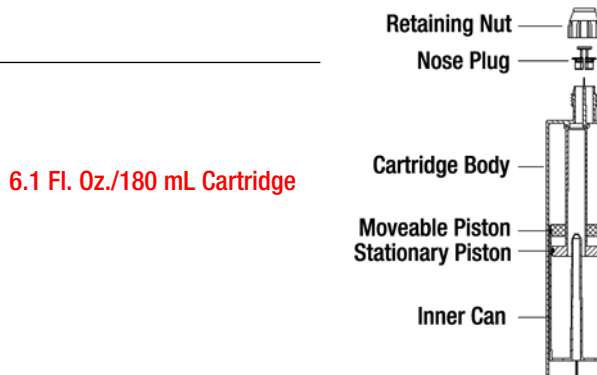 Retaining Nut
Nose Plug
6.1 Fl. Oz./180 mL Cartridge
Cartridge Body
Moveable Piston
Stationary Piston
Inner Can